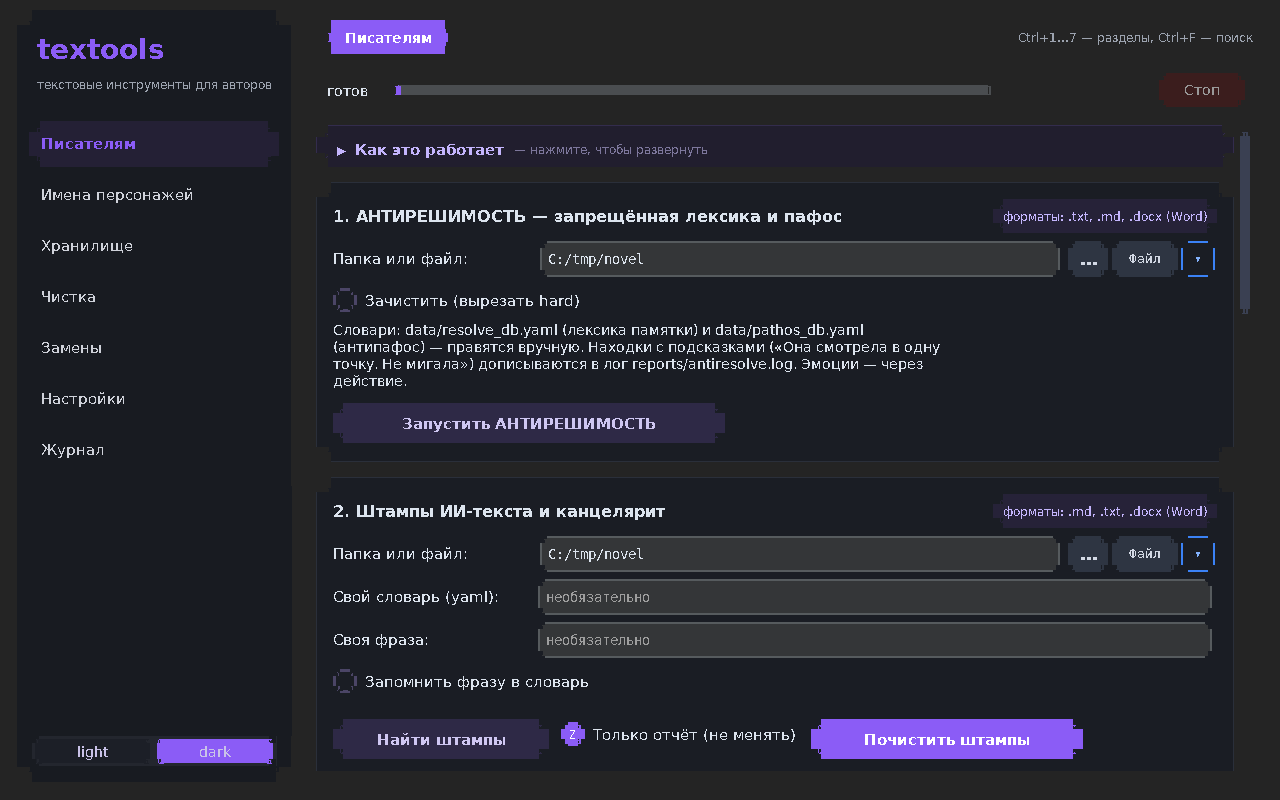 textools
текстовые инструменты для авторов
Писателям
Имена персонажей
Хранилище
Чистка
Замены
Настройки
Журнал
light
dark
Писателям
Ctrl+1…7 — разделы, Ctrl+F — поиск
готов
Стоп
▶ Как это работает — нажмите, чтобы развернуть
1. АНТИРЕШИМОСТЬ — запрещённая лексика и пафос
форматы: .txt, .md, .docx (Word)
Папка или файл:
C:/tmp/novel
...
Файл
▾
Зачистить (вырезать hard)
Словари: data/resolve_db.yaml (лексика памятки) и data/pathos_db.yaml
(антипафос) — правятся вручную. Находки с подсказками («Она смотрела в одну
точку. Не мигала») дописываются в лог reports/antiresolve.log. Эмоции — через
действие.
Запустить АНТИРЕШИМОСТЬ
2. Штампы ИИ-текста и канцелярит
форматы: .md, .txt, .docx (Word)
Папка или файл:
C:/tmp/novel
...
Файл
▾
Свой словарь (yaml):
необязательно
Своя фраза:
необязательно
Запомнить фразу в словарь
Найти штампы
Z
Только отчёт (не менять)
Почистить штампы